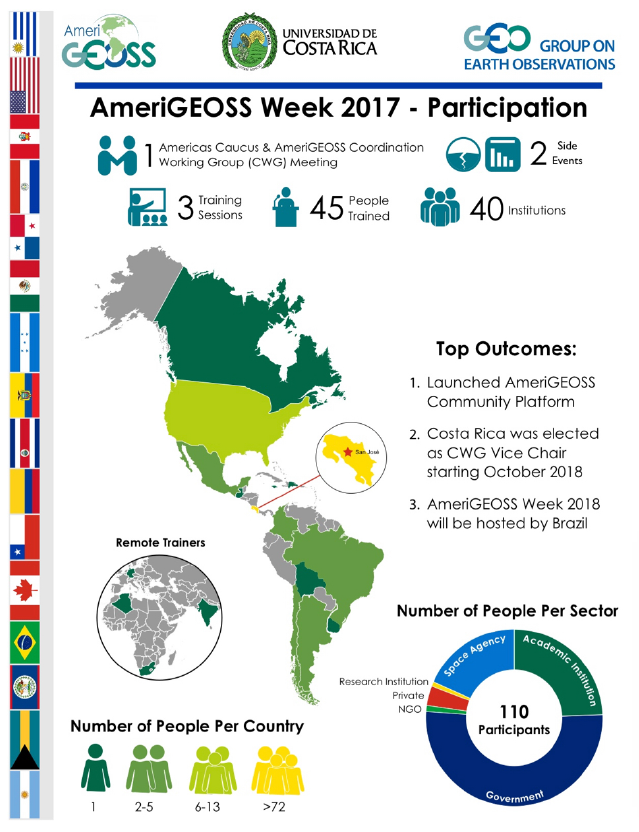 Ameri
GEOSS
UNIVERSIDAD DE
COSTA RICA
GEO GROUP ON
EARTH OBSERVATIONS
AmeriGEOSS Week 2017 - Participation
1 Americas Caucus & AmeriGEOSS Coordination
Working Group (CWG) Meeting
2 Side
Events
3 Training
Sessions
45 People
Trained
40 Institutions
Top Outcomes:
1. Launched AmeriGEOSS
Community Platform
2. Costa Rica was elected
as CWG Vice Chair
starting October 2018
3. AmeriGEOSS Week 2018
will be hosted by Brazil
San José
Remote Trainers
Number of People Per Sector
Space Agency
Academic Institution
Research Institution
Private
NGO
110
Participants
Government
Number of People Per Country
1
2-5
6-13
>72